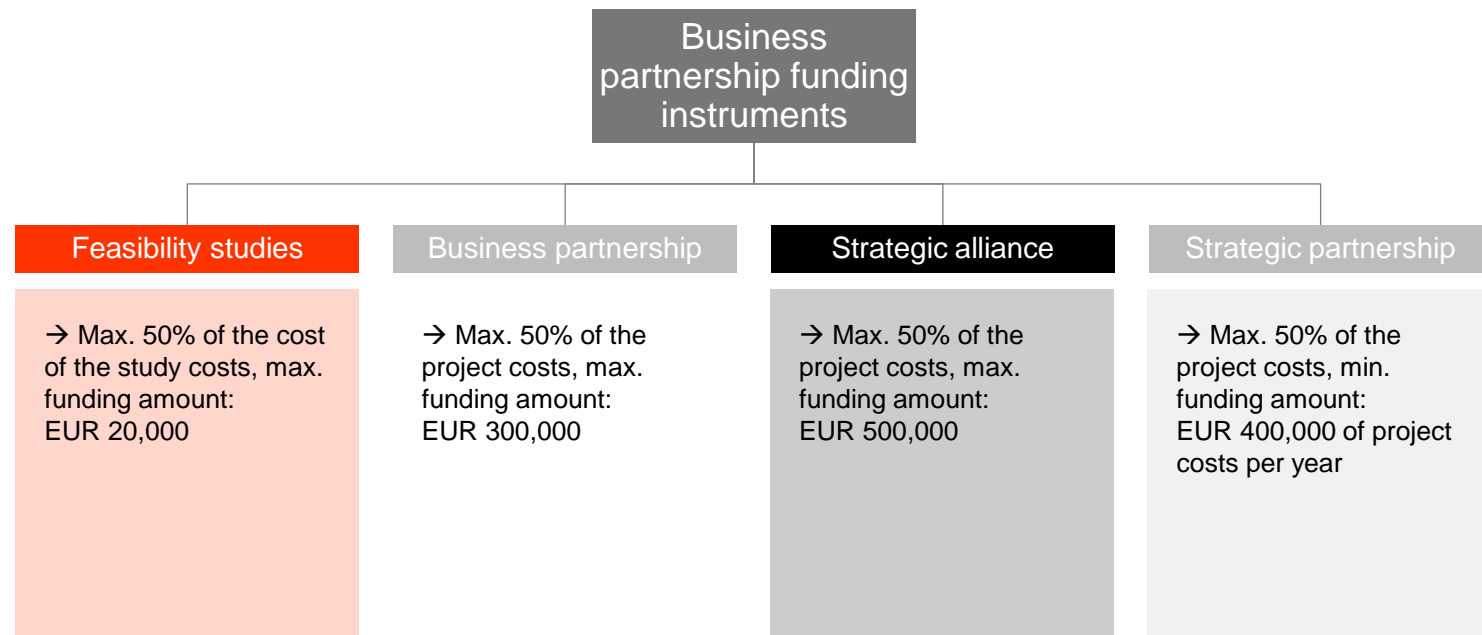 Business
partnership funding
instruments
Feasibility studies
Business partnership
Strategic alliance
Strategic partnership
→ Max. 50% of the cost
of the study costs, max.
funding amount:
EUR 20,000
→ Max. 50% of the
project costs, max.
funding amount:
EUR 300,000
→ Max. 50% of the
project costs, max.
funding amount:
EUR 500,000
→ Max. 50% of the
project costs, min.
funding amount:
EUR 400,000 of project
costs per year